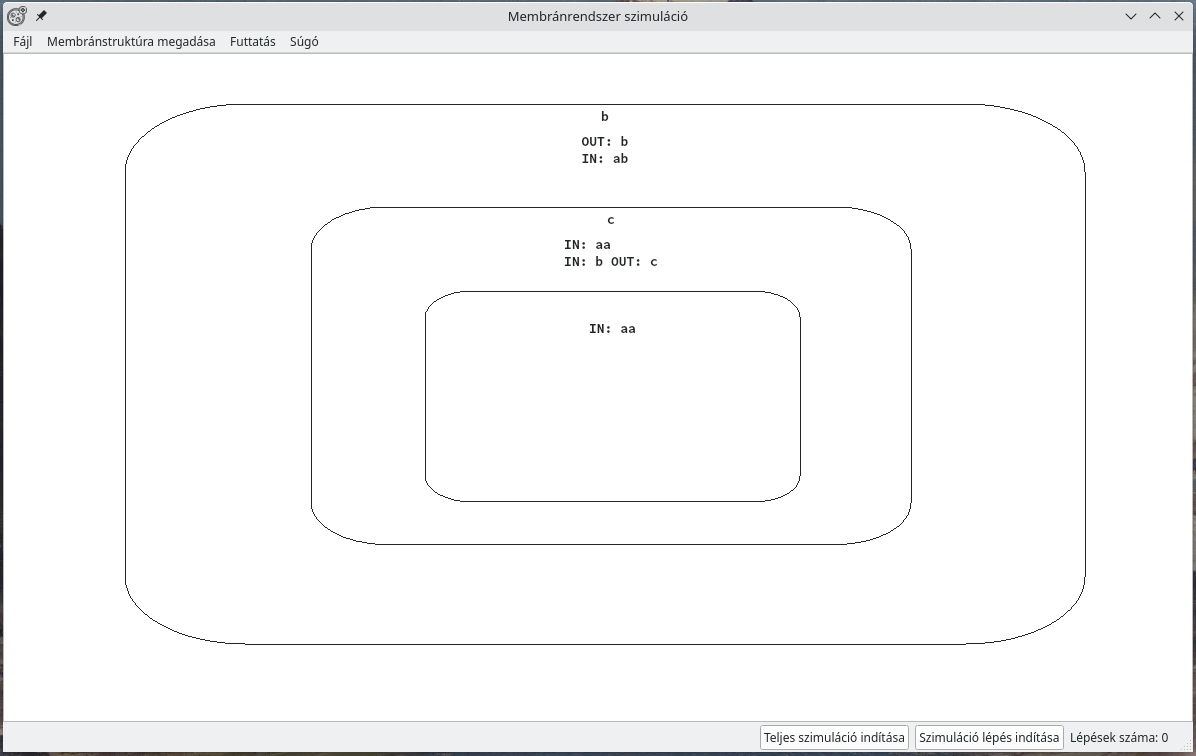 Membránrendszer szimuláció
Fájl Membránstruktúra megadása Futtatás Súgó
b
OUT: b
IN: ab
c
IN: aa
IN: b OUT: c
IN: aa
Teljes szimuláció indítása Szimuláció lépés indítása Lépések száma: 0